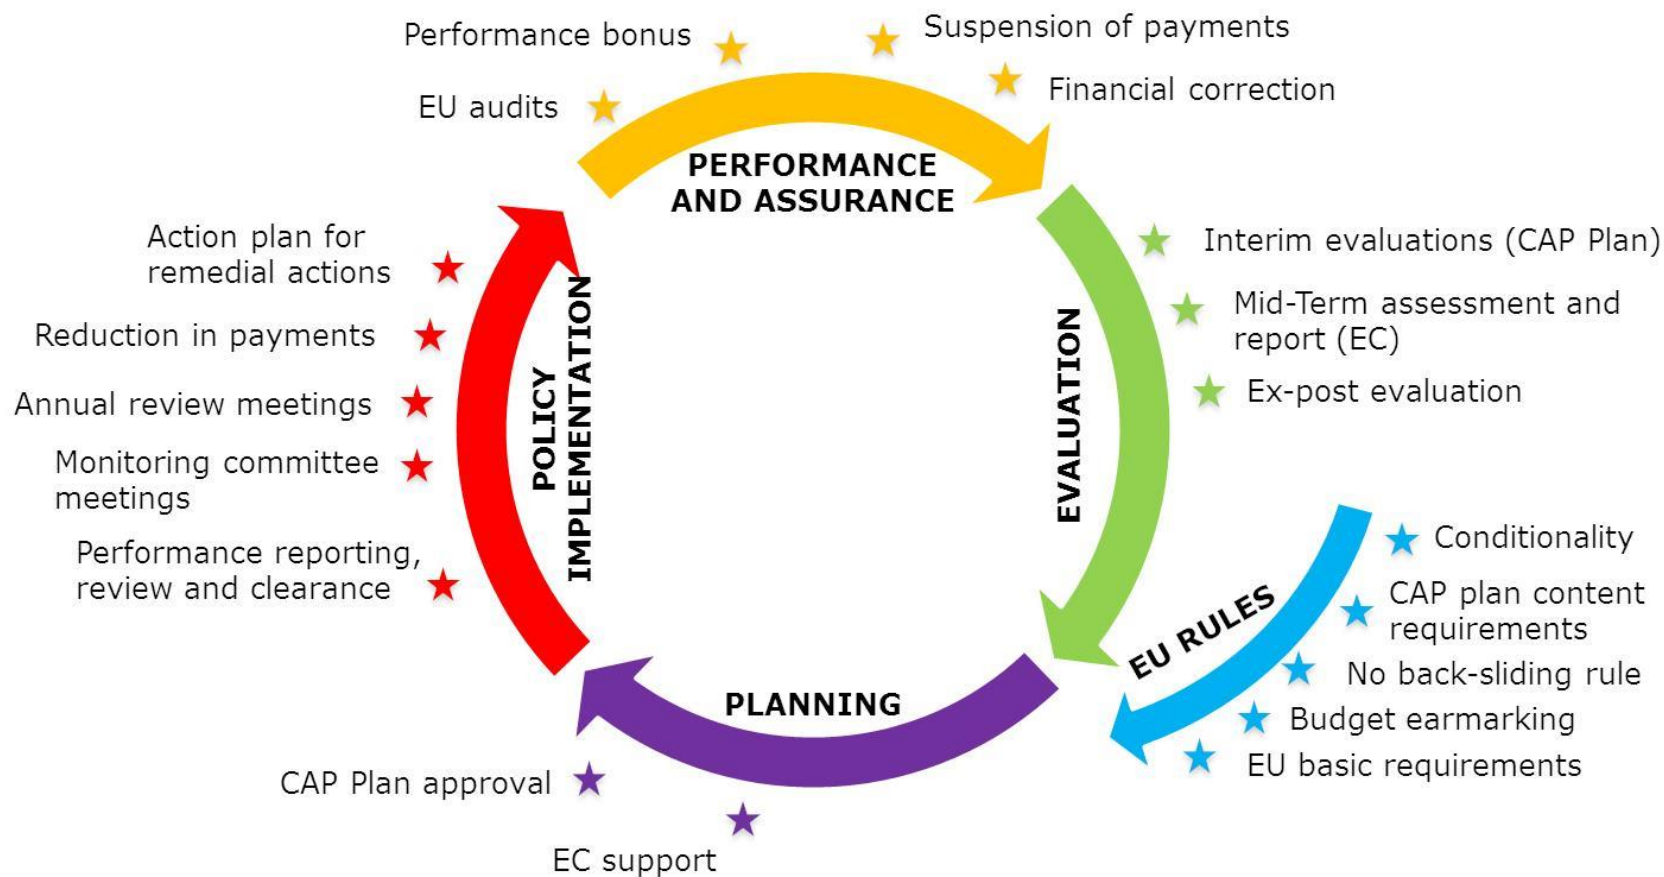 Performance bonus
Suspension of payments
EU audits
Financial correction
PERFORMANCE
AND ASSURANCE
Interim evaluations (CAP Plan)
Mid-Term assessment and
report (EC)
Ex-post evaluation
EVALUATION
Conditionality
CAP plan content
requirements
No back-sliding rule
Budget earmarking
EU basic requirements
EU RULES
PLANNING
EC support
CAP Plan approval
POLICY
IMPLEMENTATION
Action plan for
remedial actions
Reduction in payments
Annual review meetings
Monitoring committee
meetings
Performance reporting,
review and clearance